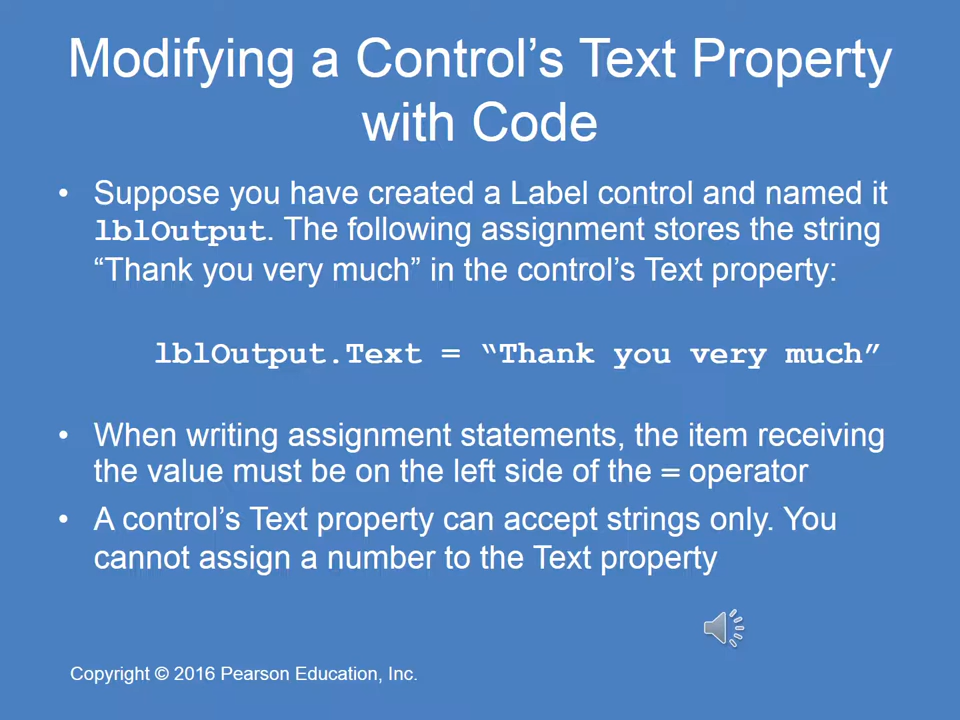 Modifying a Control’s Text Property
with Code
• Suppose you have created a Label control and named it
lblOutput. The following assignment stores the string
“Thank you very much” in the control’s Text property:
lblOutput.Text = “Thank you very much”
• When writing assignment statements, the item receiving
the value must be on the left side of the = operator
• A control’s Text property can accept strings only. You
cannot assign a number to the Text property
Copyright © 2016 Pearson Education, Inc.